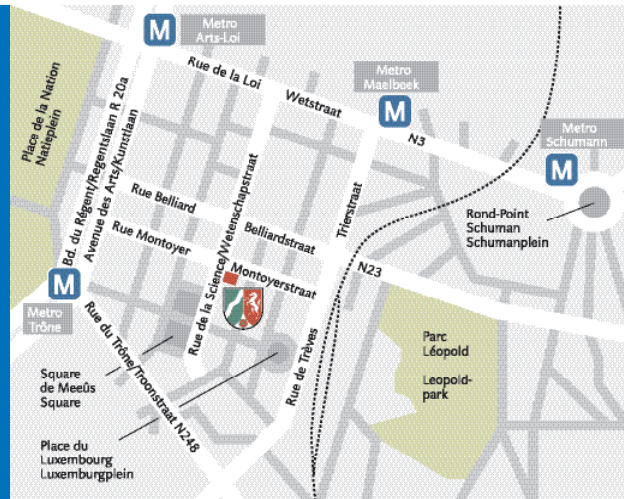 M
Metro
Arts-Loi
Rue de la Loi
Wetstraat
N3
Metro
Maelbeek
M
Metro
Schumann
M
Place de la Nation
Natieplein
Bd. du Régent/Regentslaan R 20a
Avenue des Arts/Kunstlaan
Rue Belliard
Belliardstraat
N23
Rue Montoyer
Montoyerstraat
Rue de la Science/Wetenschapstraat
Trierstraat
Rue de Trèves
Rond-Point
Schuman
Schumanplein
M
Metro
Trône
Rue du Trône/Troonstraat N248
Parc
Léopold
Leopold-
park
Square
de Meeûs
Square
Place du
Luxembourg
Luxemburgplein